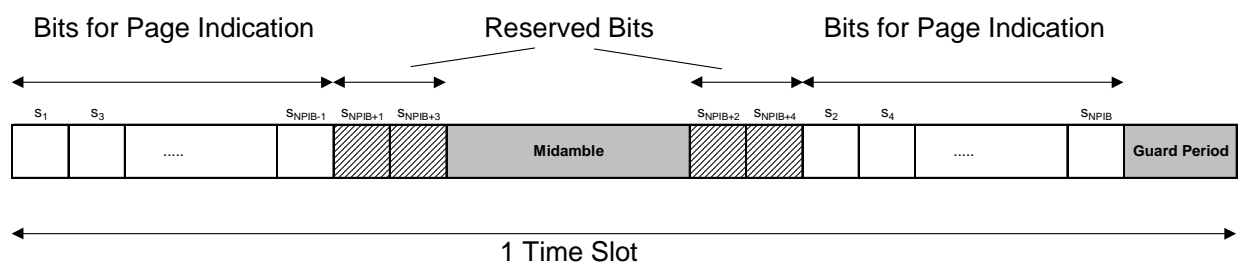 Bits for Page Indication Reserved Bits Bits for Page Indication
s1 s3 sNPIB-1 sNPIB+1 sNPIB+3 sNPIB+2 sNPIB+4 s2 s4 sNPIB
..... Midamble ..... Guard Period
1 Time Slot